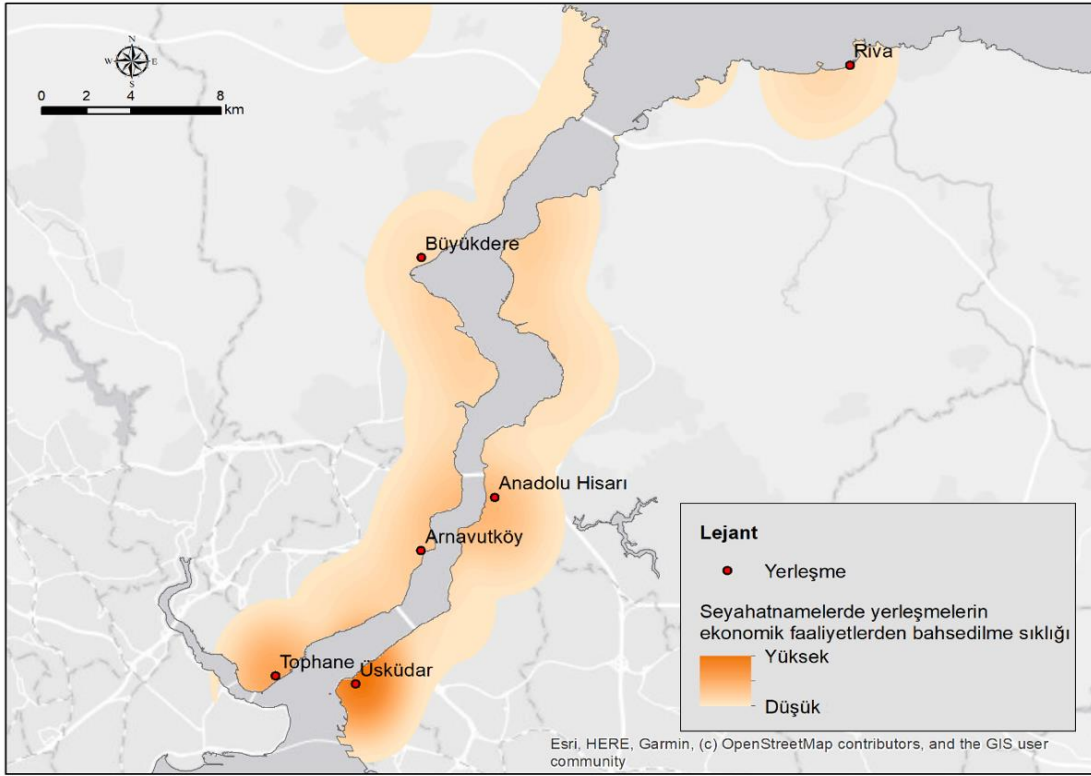 N
W E
S
0 2 4 8
km
Riva
Büyükdere
Anadolu Hisarı
Arnavutköy
Tophane
Üsküdar
Lejant
Yerleşme
Seyahatnamelerde yerleşmelerin
ekonomik faaliyetlerden bahsedilme sıklığı
Yüksek
Düşük
Esri, HERE, Garmin, (c) OpenStreetMap contributors, and the GIS user
community